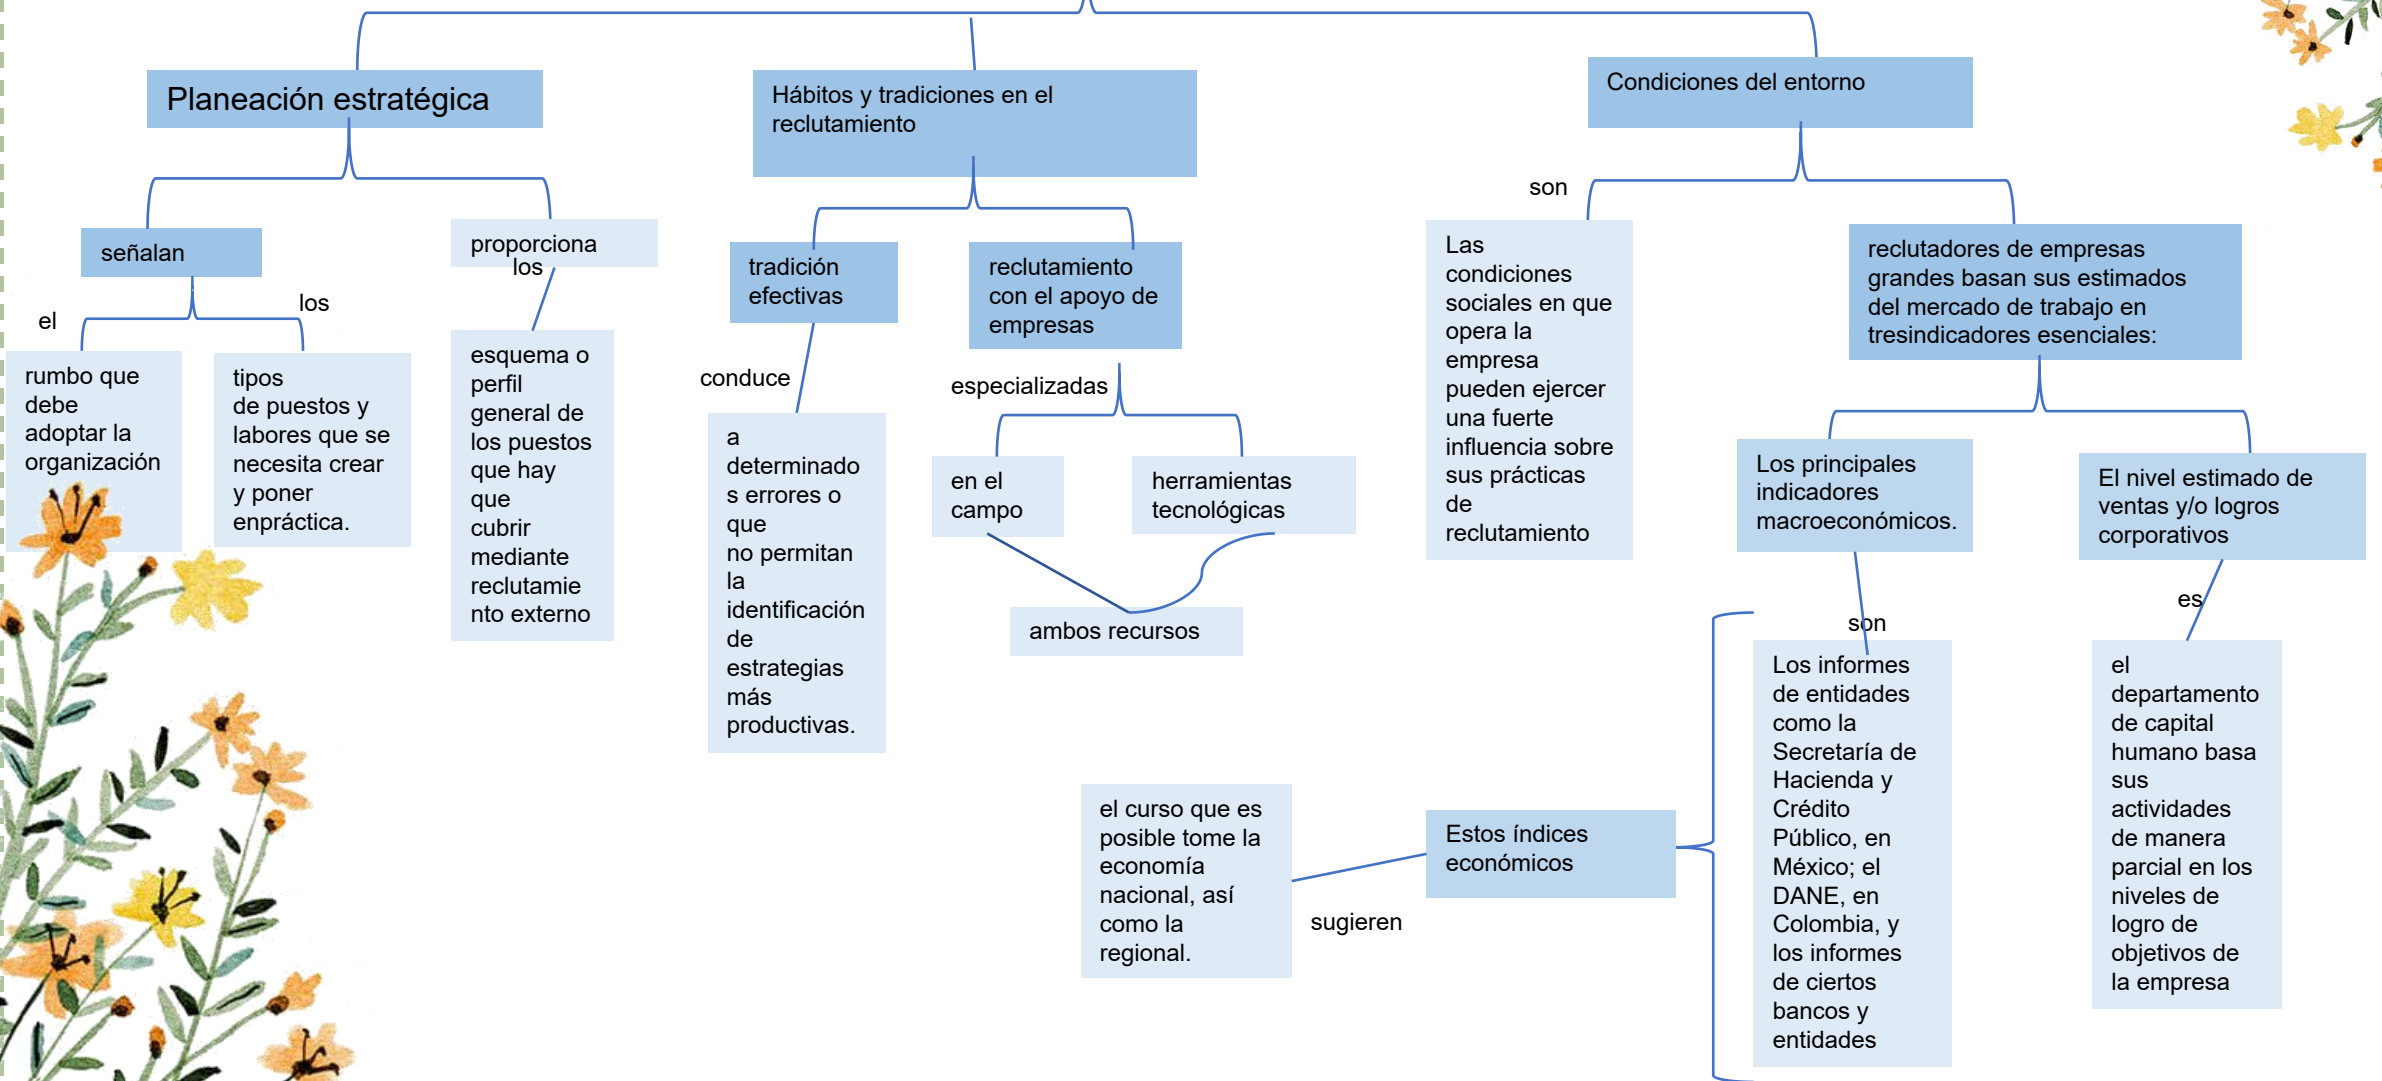 Planeación estratégica
señalan
el
los
rumbo que
debe
adoptar la
organización
tipos
de puestos y
labores que se
necesita crear
y poner
enpráctica.
proporciona
los
esquema o
perfil
general de
los puestos
que hay
que
cubrir
mediante
reclutamie
nto externo
Hábitos y tradiciones en el
reclutamiento
tradición
efectivas
conduce
a
determinado
s errores o
que
no permitan
la
identificación
de
estrategias
más
productivas.
reclutamiento
con el apoyo de
empresas
especializadas
en el
campo
herramientas
tecnológicas
ambos recursos
Condiciones del entorno
son
Las
condiciones
sociales en que
opera la
empresa
pueden ejercer
una fuerte
influencia sobre
sus prácticas
de
reclutamiento
reclutadores de empresas
grandes basan sus estimados
del mercado de trabajo en
tresindicadores esenciales:
Los principales
indicadores
macroeconómicos.
son
Los informes
de entidades
como la
Secretaría de
Hacienda y
Crédito
Público, en
México; el
DANE, en
Colombia, y
los informes
de ciertos
bancos y
entidades
Estos índices
económicos
sugieren
el curso que es
posible tome la
economía
nacional, así
como la
regional.
El nivel estimado de
ventas y/o logros
corporativos
es
el
departamento
de capital
humano basa
sus
actividades
de manera
parcial en los
niveles de
logro de
objetivos de
la empresa